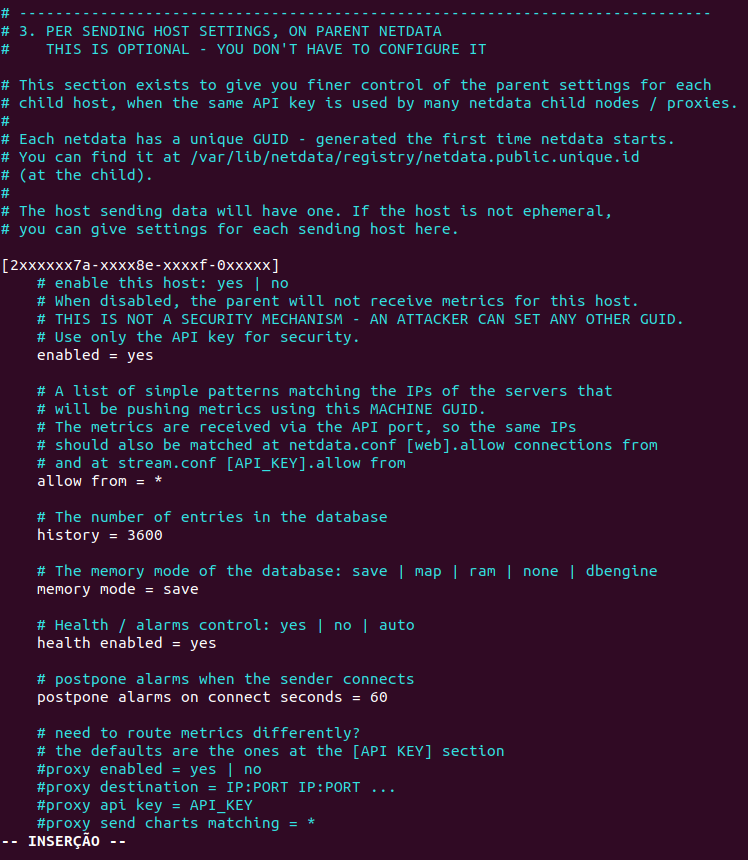 # -----------------------------------------------------------------------------
# 3. PER SENDING HOST SETTINGS, ON PARENT NETDATA
#    THIS IS OPTIONAL - YOU DON'T HAVE TO CONFIGURE IT

# This section exists to give you finer control of the parent settings for each
# child host, when the same API key is used by many netdata child nodes / proxies.
#
# Each netdata has a unique GUID - generated the first time netdata starts.
# You can find it at /var/lib/netdata/registry/netdata.public.unique.id
# (at the child).
#
# The host sending data will have one. If the host is not ephemeral,
# you can give settings for each sending host here.

[2xxxxxx7a-xxxx8e-xxxxf-0xxxxx]
    # enable this host: yes | no
    # When disabled, the parent will not receive metrics for this host.
    # THIS IS NOT A SECURITY MECHANISM - AN ATTACKER CAN SET ANY OTHER GUID.
    # Use only the API key for security.
    enabled = yes

    # A list of simple patterns matching the IPs of the servers that
    # will be pushing metrics using this MACHINE GUID.
    # The metrics are received via the API port, so the same IPs
    # should also be matched at netdata.conf [web].allow connections from
    # and at stream.conf [API_KEY].allow from
    allow from = *

    # The number of entries in the database
    history = 3600

    # The memory mode of the database: save | map | ram | none | dbengine
    memory mode = save

    # Health / alarms control: yes | no | auto
    health enabled = yes

    # postpone alarms when the sender connects
    postpone alarms on connect seconds = 60

    # need to route metrics differently?
    # the defaults are the ones at the [API KEY] section
    #proxy enabled = yes | no
    #proxy destination = IP:PORT IP:PORT ...
    #proxy api key = API_KEY
    #proxy send charts matching = *
-- INSERÇÃO --